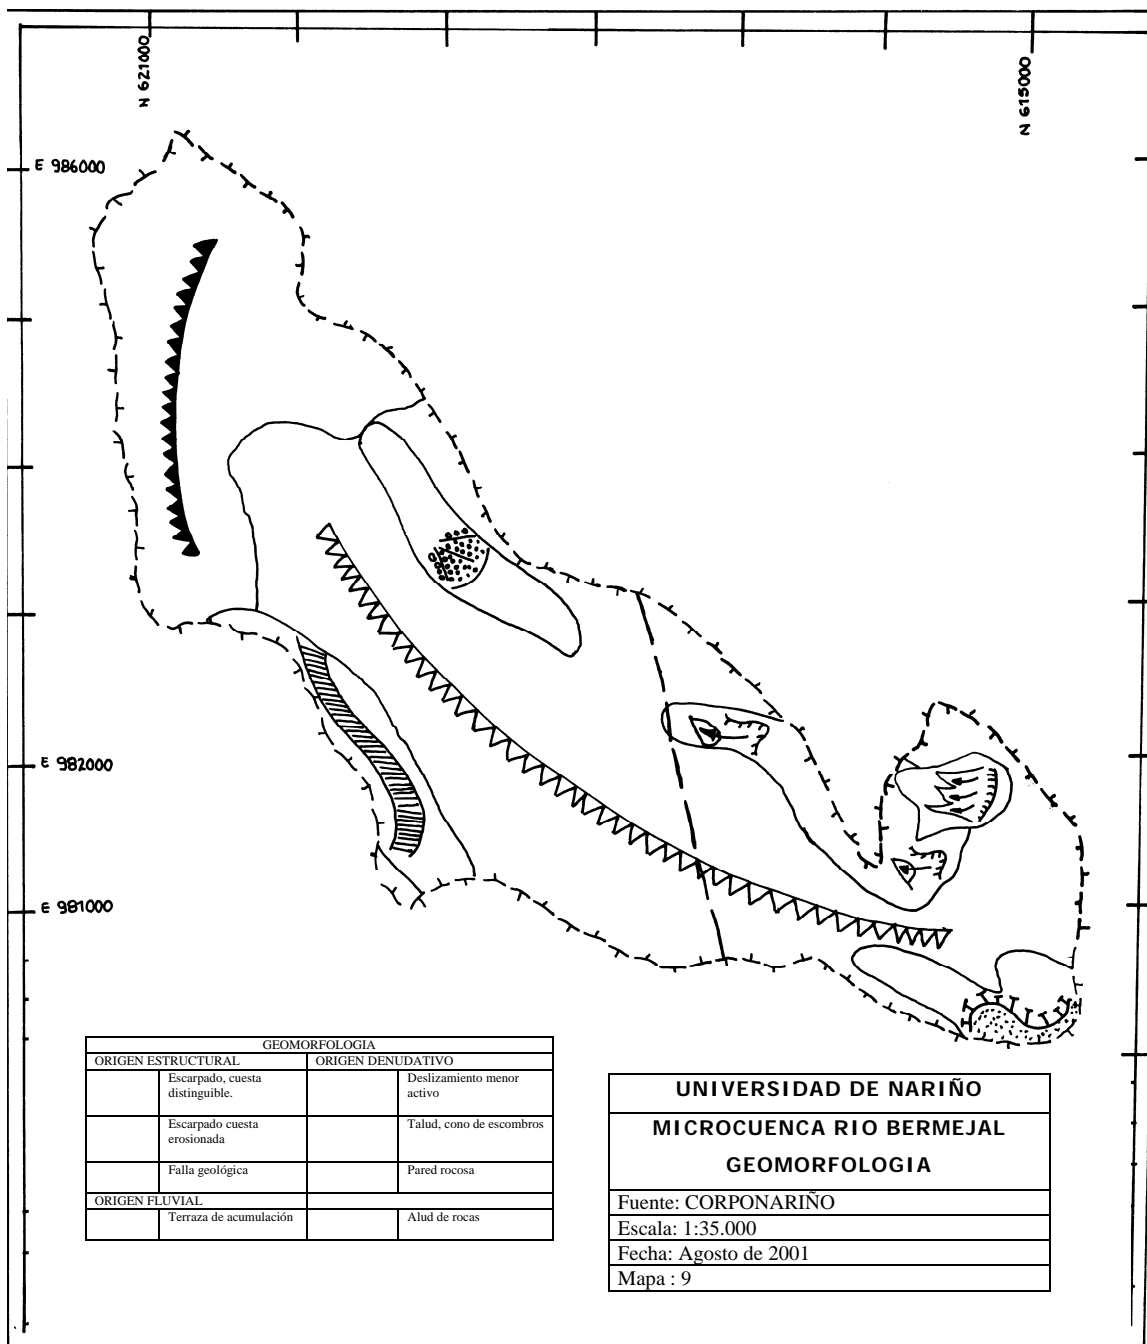 N 621000
N 615000
E 986000
E 982000
E 981000
GEOMORFOLOGIA
ORIGEN ESTRUCTURAL
ORIGEN DENUDATIVO
Escarpado, cuesta
distinguible.
Deslizamiento menor
activo
Escarpado cuesta
erosionada
Talud, cono de escombros
Falla geológica
Pared rocosa
ORIGEN FLUVIAL
Terraza de acumulación
Alud de rocas
UNIVERSIDAD DE NARIÑO
MICROCUENCA RIO BERMEJAL
GEOMORFOLOGIA
Fuente: CORPONARIÑO
Escala: 1:35.000
Fecha: Agosto de 2001
Mapa : 9